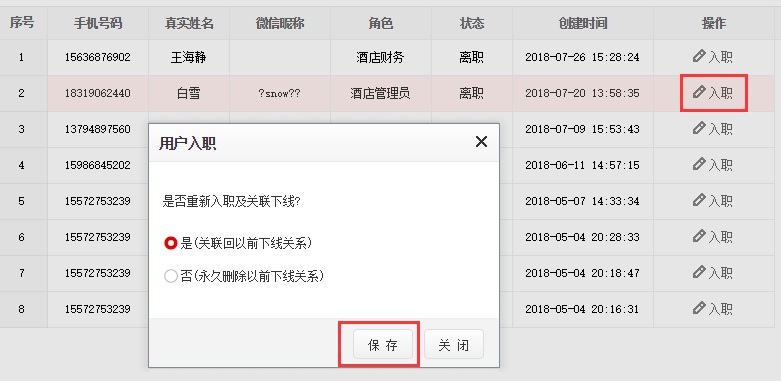 序号 手机号码 真实姓名 微信昵称 角色 状态 创建时间 操作
1 15636876902 王海静 酒店财务 离职 2018-07-26 15:28:24 入职
2 18319062440 白雪 ?snow?? 酒店管理员 离职 2018-07-20 13:58:35 入职
3 13794897560 2018-07-09 15:53:43 入职
4 15986845202 2018-06-11 14:57:15 入职
5 15572753239 2018-05-07 14:33:34 入职
6 15572753239 2018-05-04 20:28:33 入职
7 15572753239 2018-05-04 20:18:47 入职
8 15572753239 2018-05-04 20:16:31 入职
用户入职
是否重新入职及关联下线?
是(关联回以前下线关系)
否(永久删除以前下线关系)
保 存 关 闭